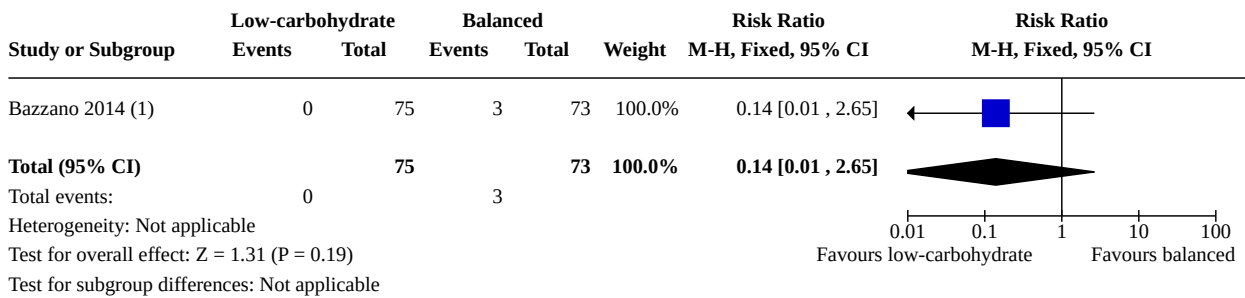 Low-carbohydrate Balanced Risk Ratio Risk Ratio
Study or Subgroup Events Total Events Total Weight M-H, Fixed, 95% CI M-H, Fixed, 95% CI
Bazzano 2014 (1) 0 75 3 73 100.0% 0.14 [0.01 , 2.65]
Total (95% CI) 75 73 100.0% 0.14 [0.01 , 2.65]
Total events: 0 3
Heterogeneity: Not applicable
0.01 0.1 1 10 100
Test for overall effect: Z = 1.31 (P = 0.19) Favours low-carbohydrate Favours balanced
Test for subgroup differences: Not applicable